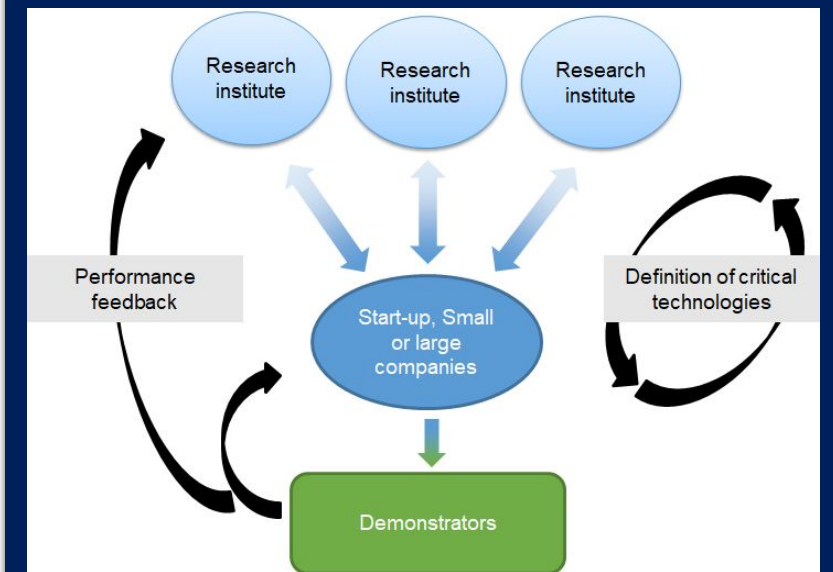 Research
institute
Research
institute
Research
institute
Performance
feedback
Definition of critical
technologies
Start-up, Small
or large
companies
Demonstrators